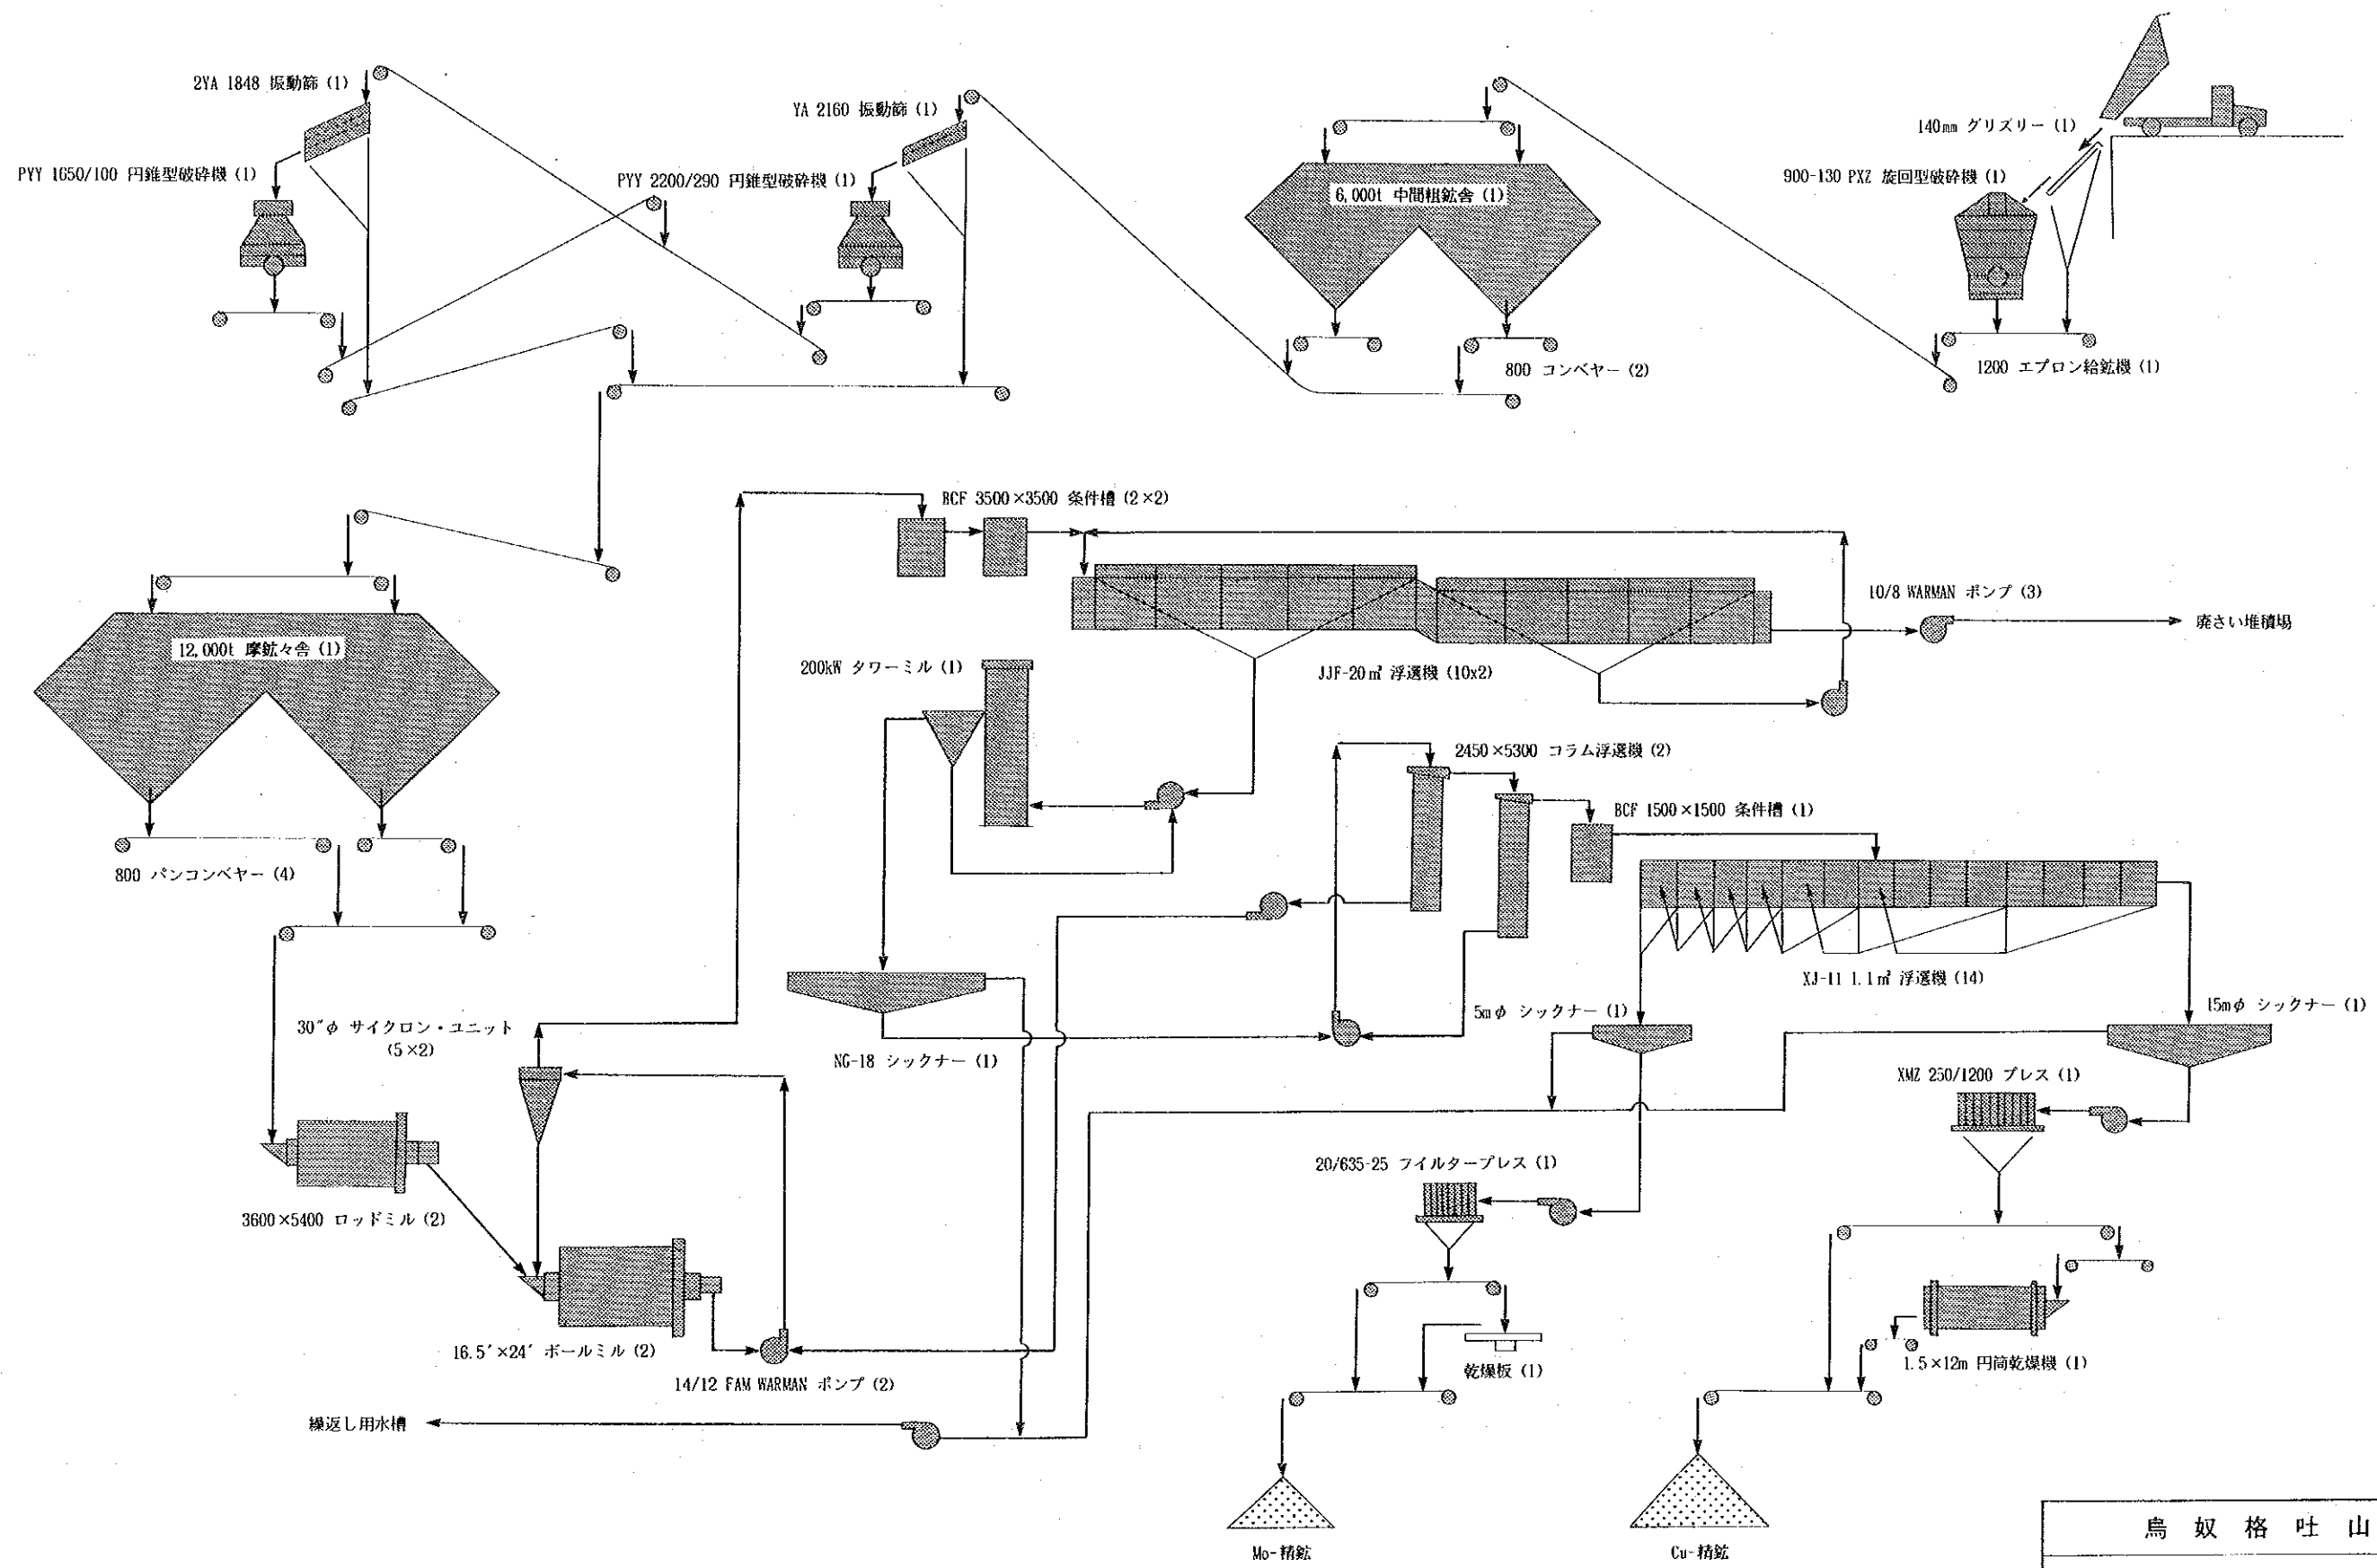 2YA 1848 振動篩 (1)
YA 2160 振動篩 (1)
140mm グリズリー (1)
PYY 1650/100 円錐型破砕機 (1)
PYY 2200/290 円錐型破砕機 (1)
6,000t 中間粗鉱舎 (1)
900-130 PXZ 旋回型破砕機 (1)
800 コンベヤー (2)
1200 エプロン給鉱機 (1)
BCF 3500×3500 条件槽 (2×2)
10/8 WARMAN ポンプ (3)
廃さい堆積場
12,000t 摩鉱々舎 (1)
200kW タワーミル (1)
JJF-20㎥ 浮選機 (10x2)
2450×5300 コラム浮選機 (2)
BCF 1500×1500 条件槽 (1)
800 パンコンベヤー (4)
XJ-11 1.1㎥ 浮選機 (14)
30″φ サイクロン・ユニット
(5×2)
5mφ シックナー (1)
15mφ シックナー (1)
NG-18 シックナー (1)
XMZ 250/1200 プレス (1)
20/635-25 フイルタープレス (1)
3600×5400 ロッドミル (2)
16.5′×24′ ボールミル (2)
14/12 FAM WARMAN ポンプ (2)
乾燥板 (1)
1.5×12m 円筒乾燥機 (1)
繰返し用水槽
Mo-精鉱
Cu-精鉱
烏奴格吐山